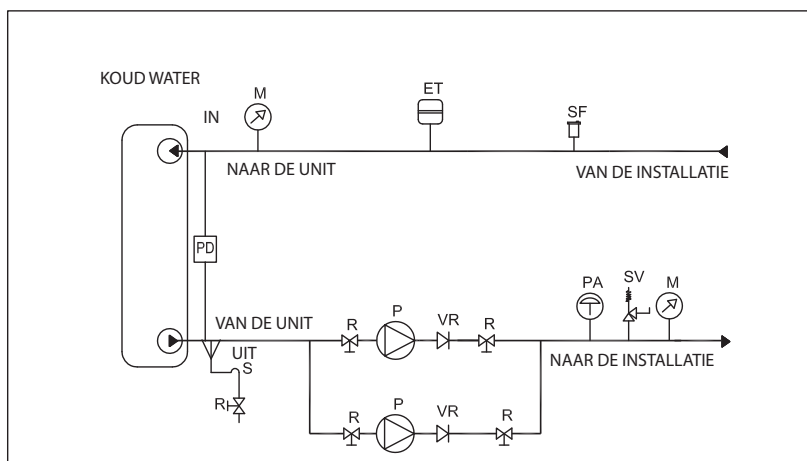 KOUD WATER
IN
M
ET
SF
NAAR DE UNIT
VAN DE INSTALLATIE
PD
VAN DE UNIT
UIT
S
R
R
P
VR
R
PA
SV
M
NAAR DE INSTALLATIE
R
P
VR
R